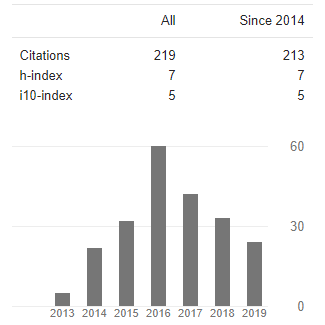 All Since 2014
Citations 219 213
h-index 7 7
i10-index 5 5
60
30
0
2013 2014 2015 2016 2017 2018 2019